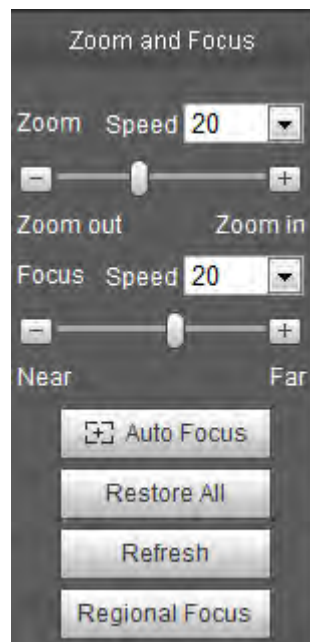 Zoom and Focus
Zoom Speed 20
Zoom out Zoom in
Focus Speed 20
Near Far
Auto Focus
Restore All
Refresh
Regional Focus